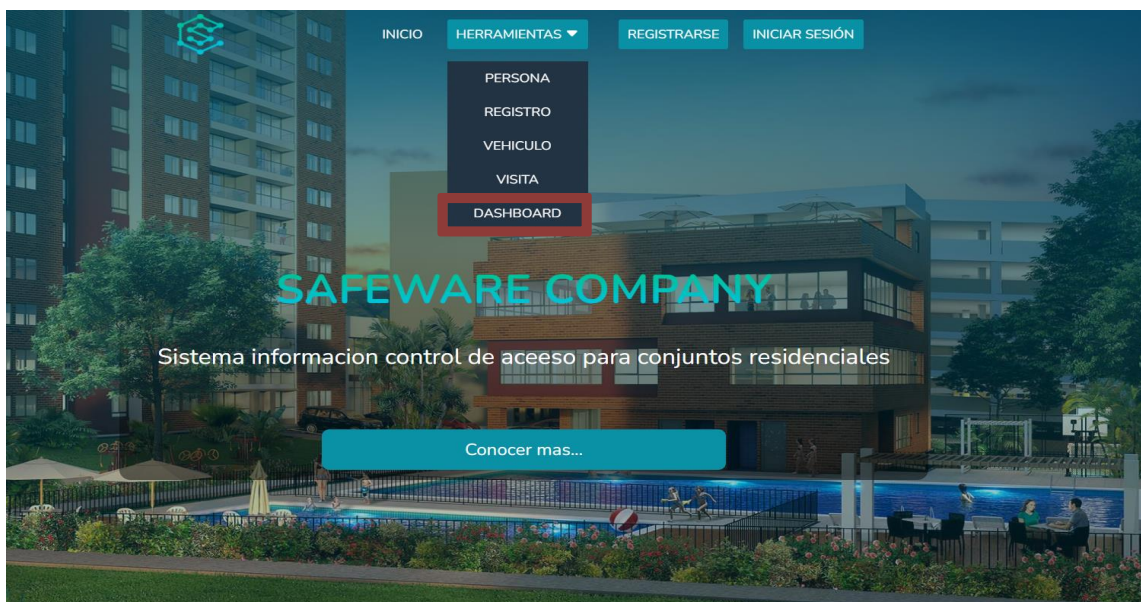 INICIO HERRAMIENTAS REGISTRARSE INICIAR SESIÓN
PERSONA
REGISTRO
VEHICULO
VISITA
DASHBOARD
SAFEWARE COMPANY
Sistema informacion control de aceeso para conjuntos residenciales
Conocer mas...